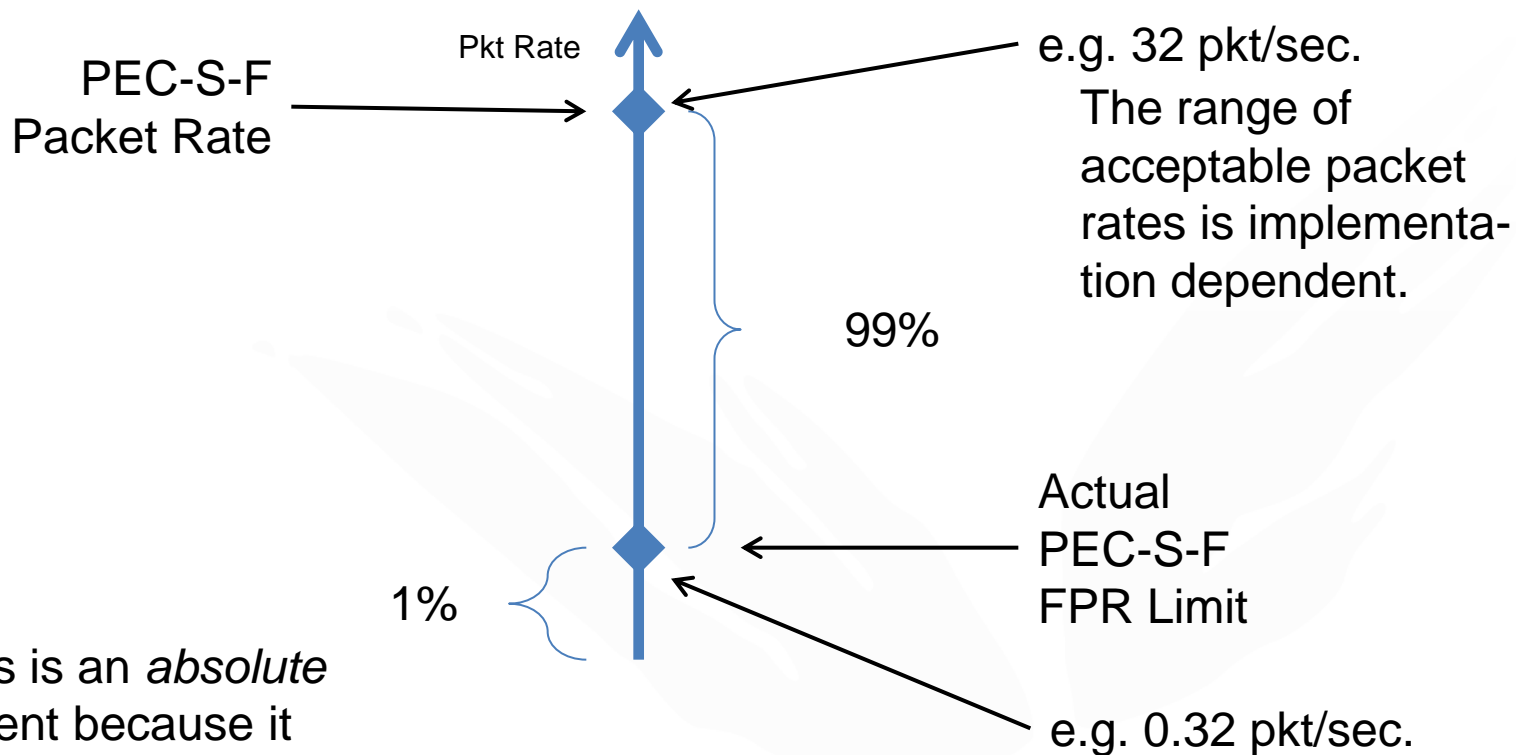 Pkt Rate
PEC-S-F
Packet Rate
e.g. 32 pkt/sec.
The range of
acceptable packet
rates is implementa-
tion dependent.
99%
Actual
PEC-S-F
FPR Limit
1%
s is an absolute
ent because it
e.g. 0.32 pkt/sec.